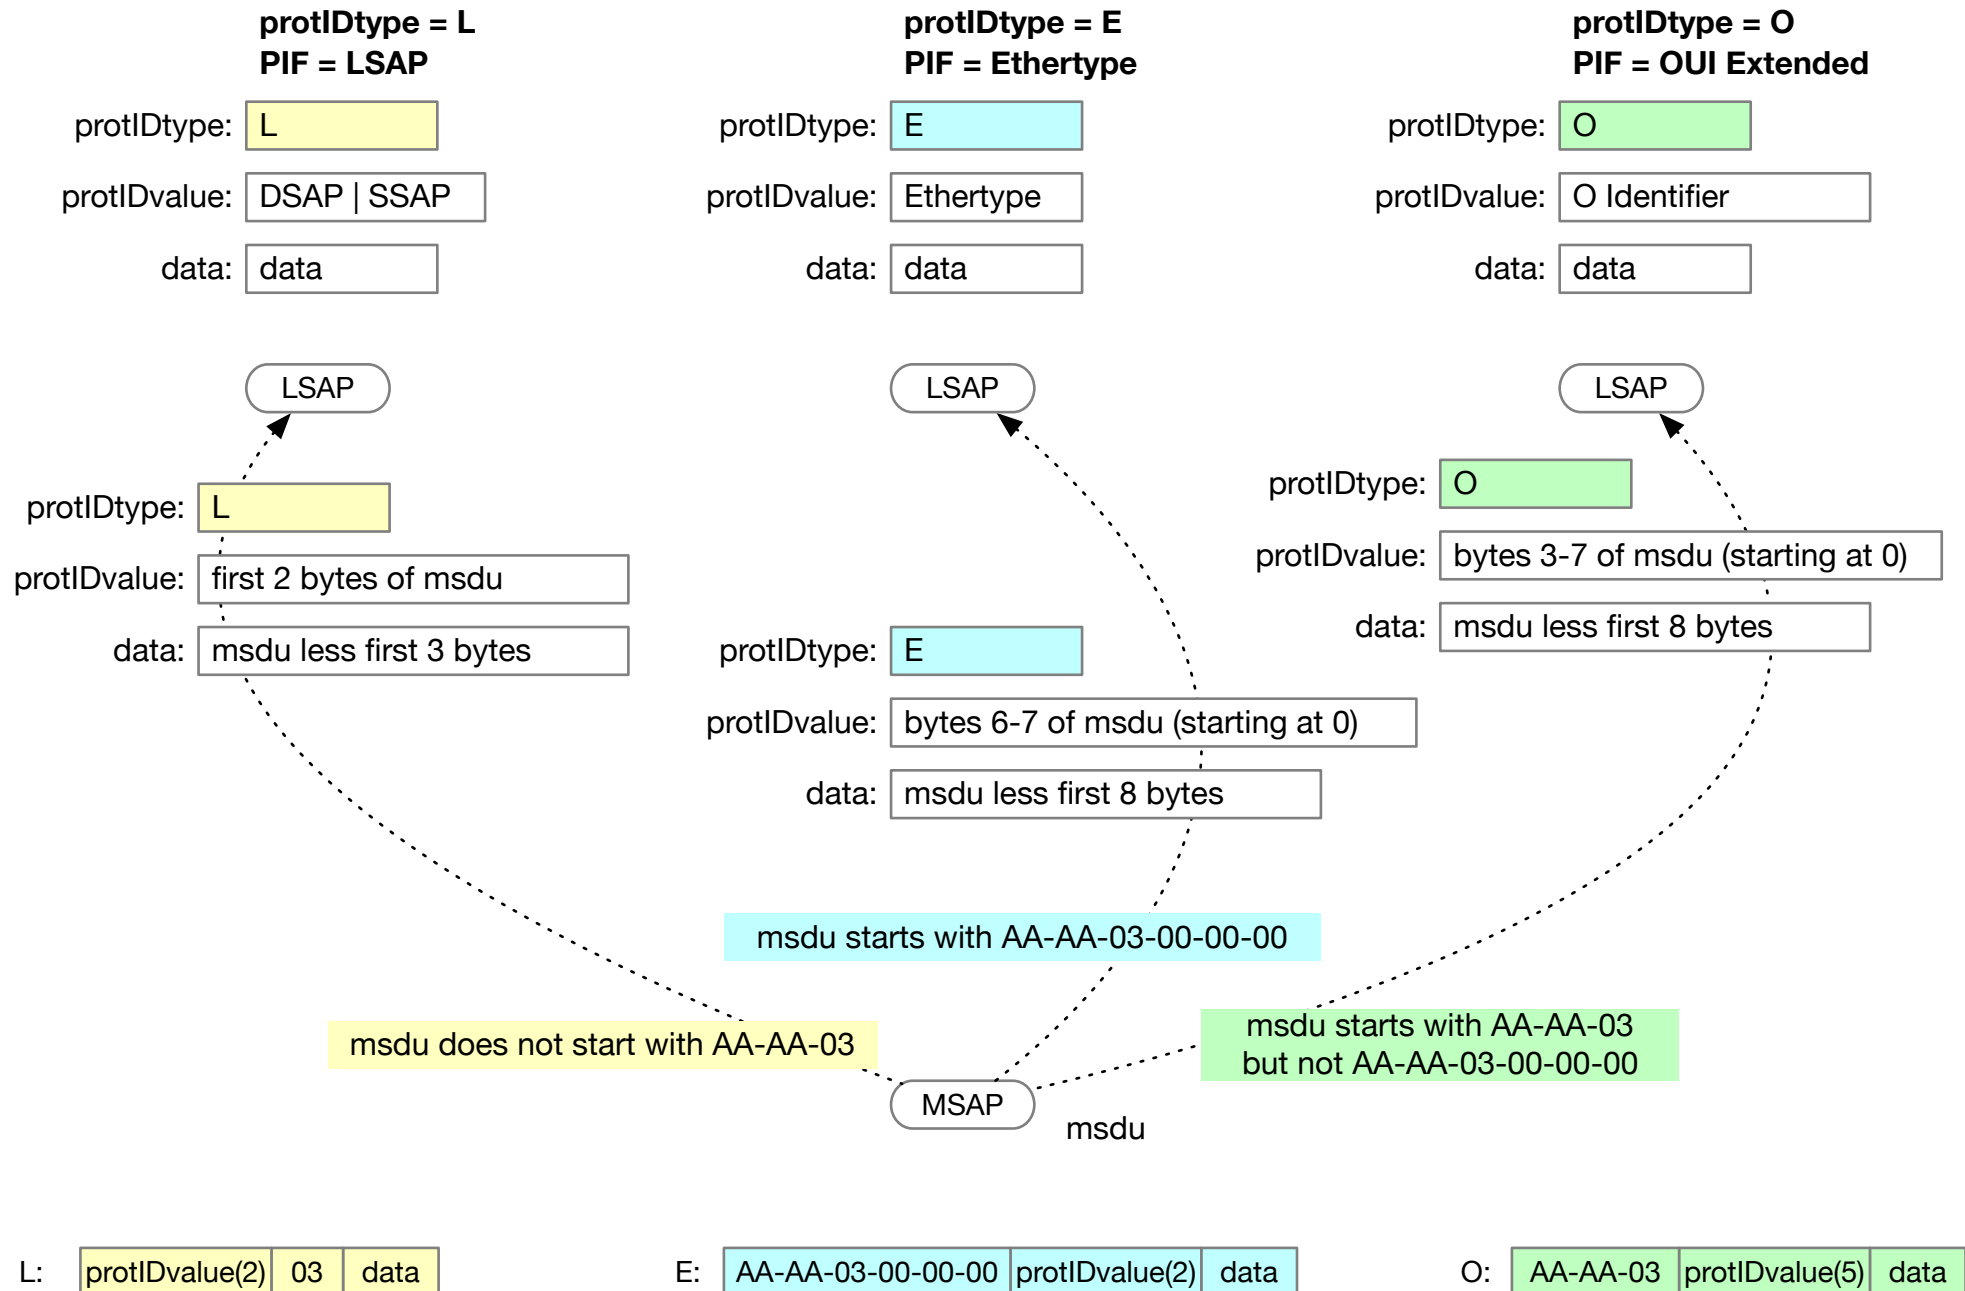 protIDtype = L
PIF = LSAP
protIDtype: L
protIDvalue: DSAP | SSAP
data: data
protIDtype = E
PIF = Ethertype
protIDtype: E
protIDvalue: Ethertype
data: data
protIDtype = O
PIF = OUI Extended
protIDtype: O
protIDvalue: O Identifier
data: data
LSAP
LSAP
LSAP
protIDtype: L
protIDvalue: first 2 bytes of msdu
data: msdu less first 3 bytes
protIDtype: E
protIDvalue: bytes 6-7 of msdu (starting at 0)
data: msdu less first 8 bytes
protIDtype: O
protIDvalue: bytes 3-7 of msdu (starting at 0)
data: msdu less first 8 bytes
msdu starts with AA-AA-03-00-00-00
msdu does not start with AA-AA-03
msdu starts with AA-AA-03
but not AA-AA-03-00-00-00
MSAP
msdu
L: protIDvalue(2) 03 data
E: AA-AA-03-00-00-00 protIDvalue(2) data
O: AA-AA-03 protIDvalue(5) data